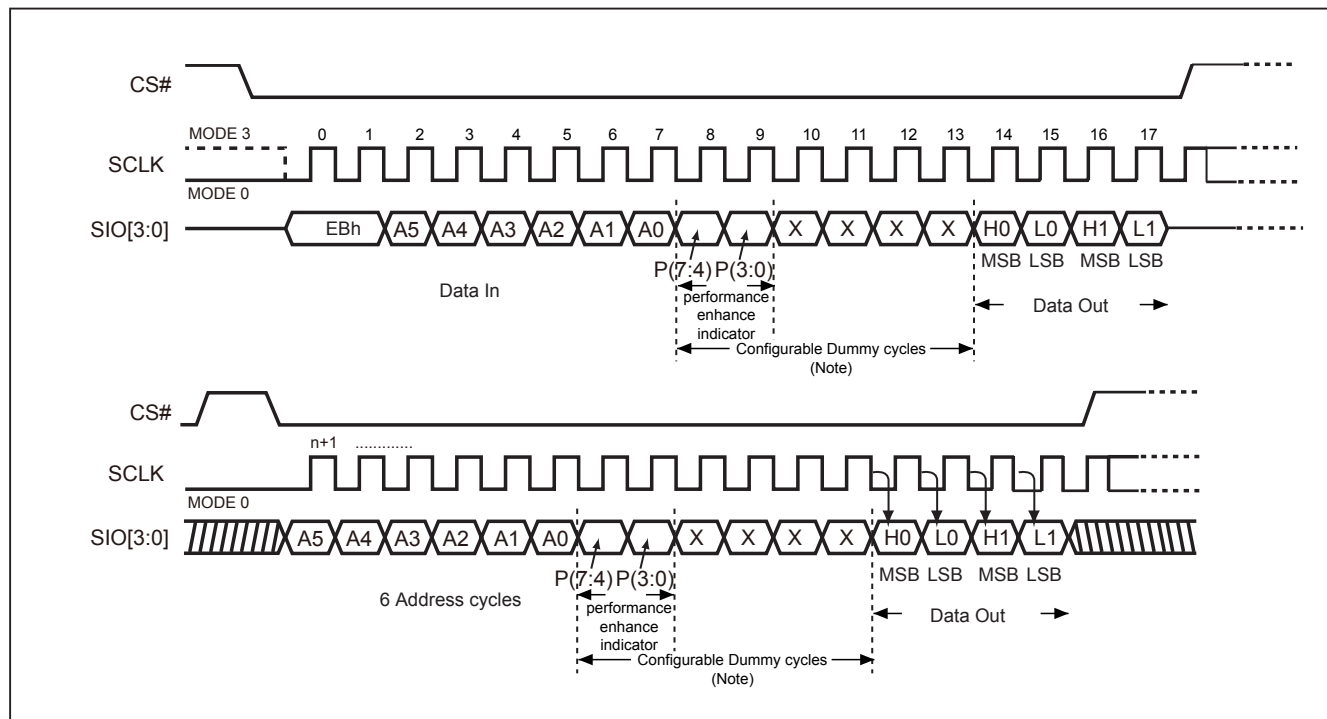 CS#
MODE 3
0 1 2 3 4 5 6 7 8 9 10 11 12 13 14 15 16 17
SCLK
MODE 0
SIO[3:0]
EBh A5 A4 A3 A2 A1 A0 X X X X H0 L0 H1 L1
MSB LSB MSB LSB
P(7:4) P(3:0)
Data In
performance
enhance
indicator
Data Out
Configurable Dummy cycles
(Note)
CS#
n+1 .............
SCLK
MODE 0
SIO[3:0]
A5 A4 A3 A2 A1 A0 X X X X H0 L0 H1 L1
MSB LSB MSB LSB
P(7:4) P(3:0)
6 Address cycles
performance
enhance
indicator
Data Out
Configurable Dummy cycles
(Note)